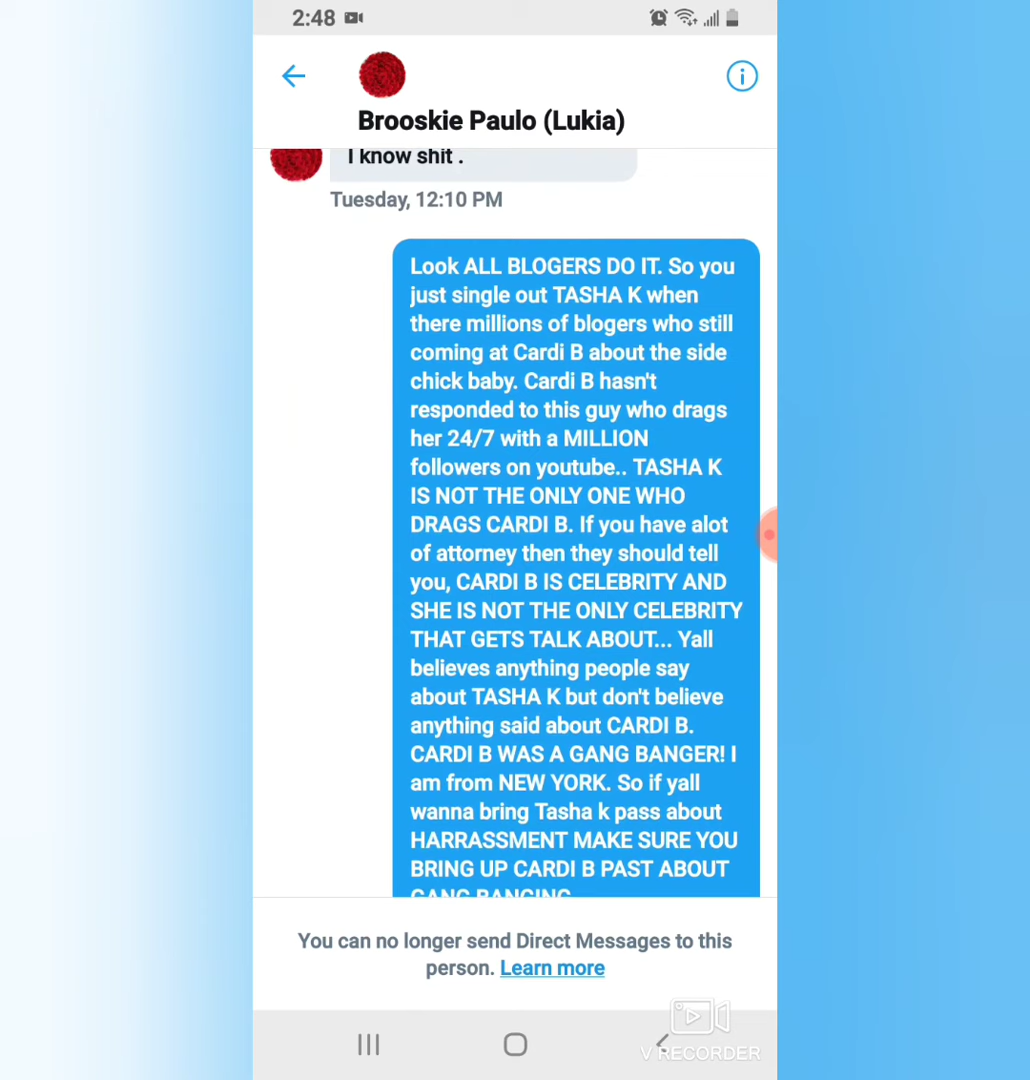 2:48
Brooskie Paulo (Lukia)
I know shit .
Tuesday, 12:10 PM
Look ALL BLOGERS DO IT. So you
just single out TASHA K when
there millions of blogers who still
coming at Cardi B about the side
chick baby. Cardi B hasn't
responded to this guy who drags
her 24/7 with a MILLION
followers on youtube.. TASHA K
IS NOT THE ONLY ONE WHO
DRAGS CARDI B. If you have alot
of attorney then they should tell
you, CARDI B IS CELEBRITY AND
SHE IS NOT THE ONLY CELEBRITY
THAT GETS TALK ABOUT... Yall
believes anything people say
about TASHA K but don't believe
anything said about CARDI B.
CARDI B WAS A GANG BANGER! I
am from NEW YORK. So if yall
wanna bring Tasha k pass about
HARRASSMENT MAKE SURE YOU
BRING UP CARDI B PAST ABOUT
GANG BANGING
You can no longer send Direct Messages to this
person. Learn more
V RECORDER